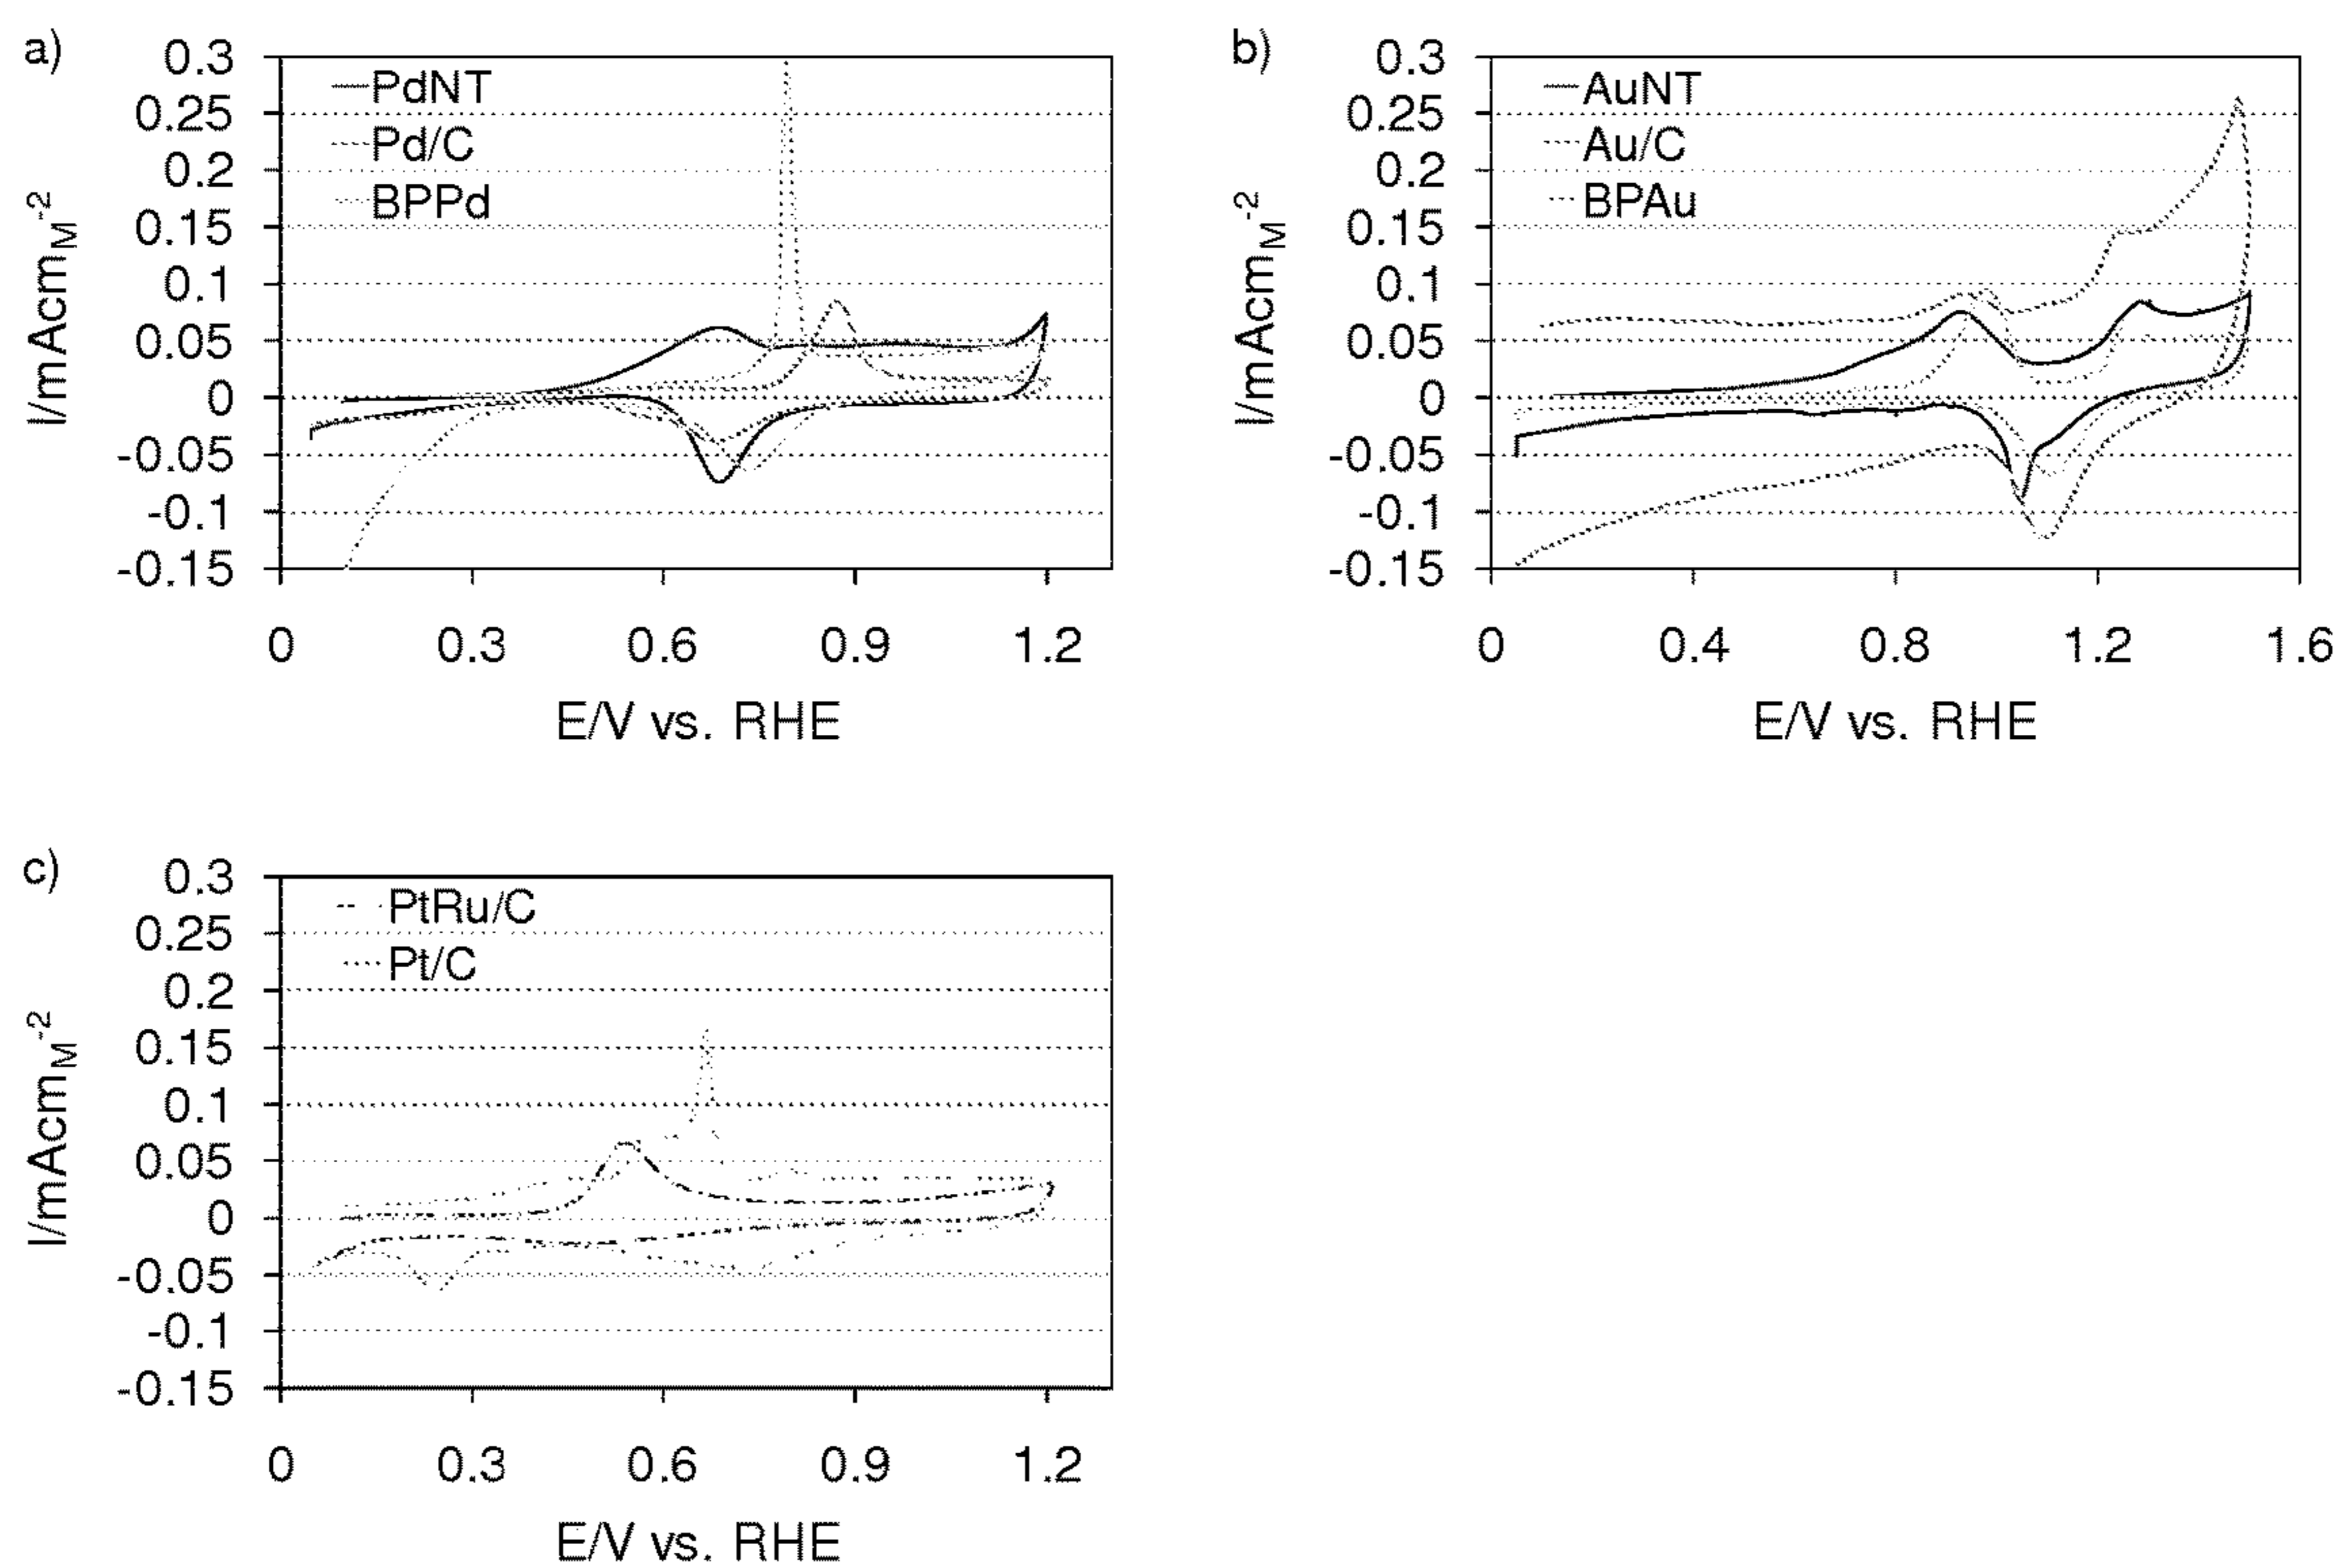 a)
I/mAcm_M^-2
0.3
0.25
0.2
0.15
0.1
0.05
0
-0.05
-0.1
-0.15
PdNT
Pd/C
BPPd
0 0.3 0.6 0.9 1.2
E/V vs. RHE
b)
I/mAcm_M^-2
0.3
0.25
0.2
0.15
0.1
0.05
0
-0.05
-0.1
-0.15
AuNT
Au/C
BPAu
0 0.4 0.8 1.2 1.6
E/V vs. RHE
c)
I/mAcm_M^-2
0.3
0.25
0.2
0.15
0.1
0.05
0
-0.05
-0.1
-0.15
PtRu/C
Pt/C
0 0.3 0.6 0.9 1.2
E/V vs. RHE